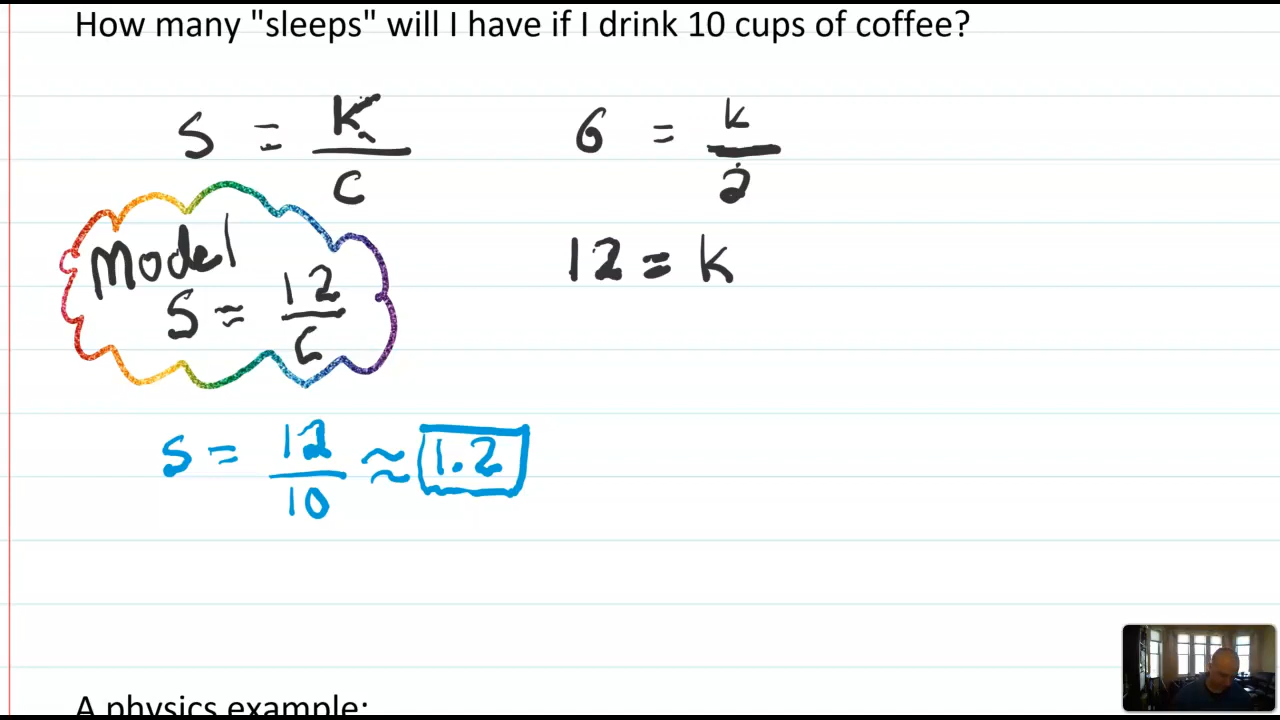 How many "sleeps" will I have if I drink 10 cups of coffee?
S = K / C
6 = k / 2
Model
S = 12 / C
12 = k
S = 12 / 10 ≈ 1.2
A physics example: